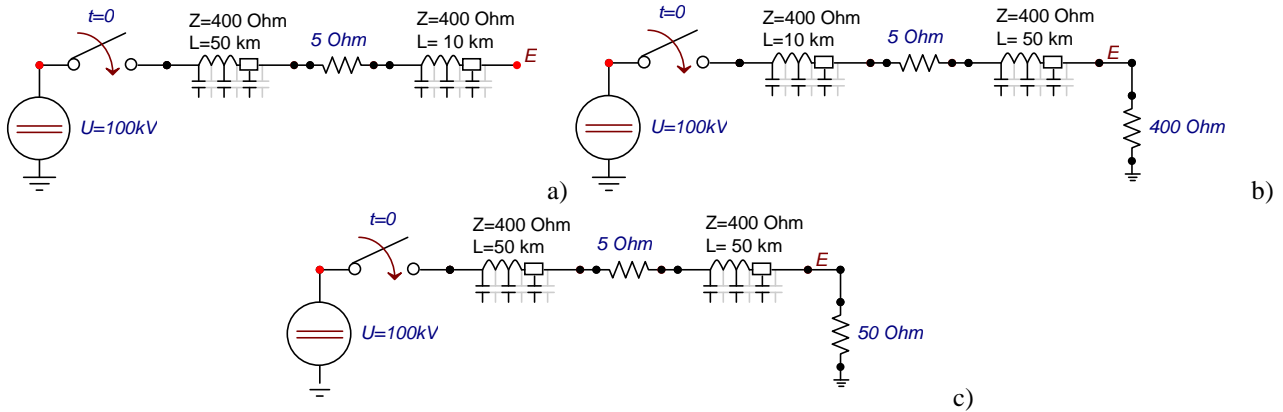 t=0
Z=400 Ohm
L=50 km
5 Ohm
Z=400 Ohm
L= 10 km
E
U=100kV
a)
t=0
Z=400 Ohm
L=10 km
5 Ohm
Z=400 Ohm
L= 50 km
E
U=100kV
400 Ohm
b)
t=0
Z=400 Ohm
L=50 km
5 Ohm
Z=400 Ohm
L= 50 km
E
U=100kV
50 Ohm
c)